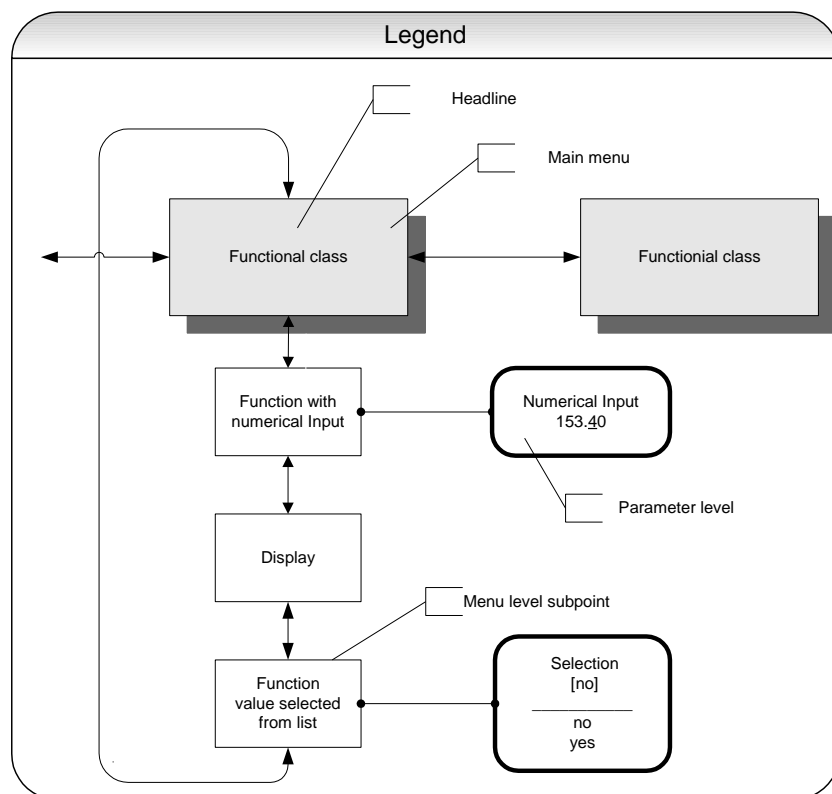 Legend
Headline
Main menu
Functional class
Functionial class
Function with
numerical Input
Numerical Input
153.40
Parameter level
Display
Menu level subpoint
Function
value selected
from list
Selection
[no]
no
yes